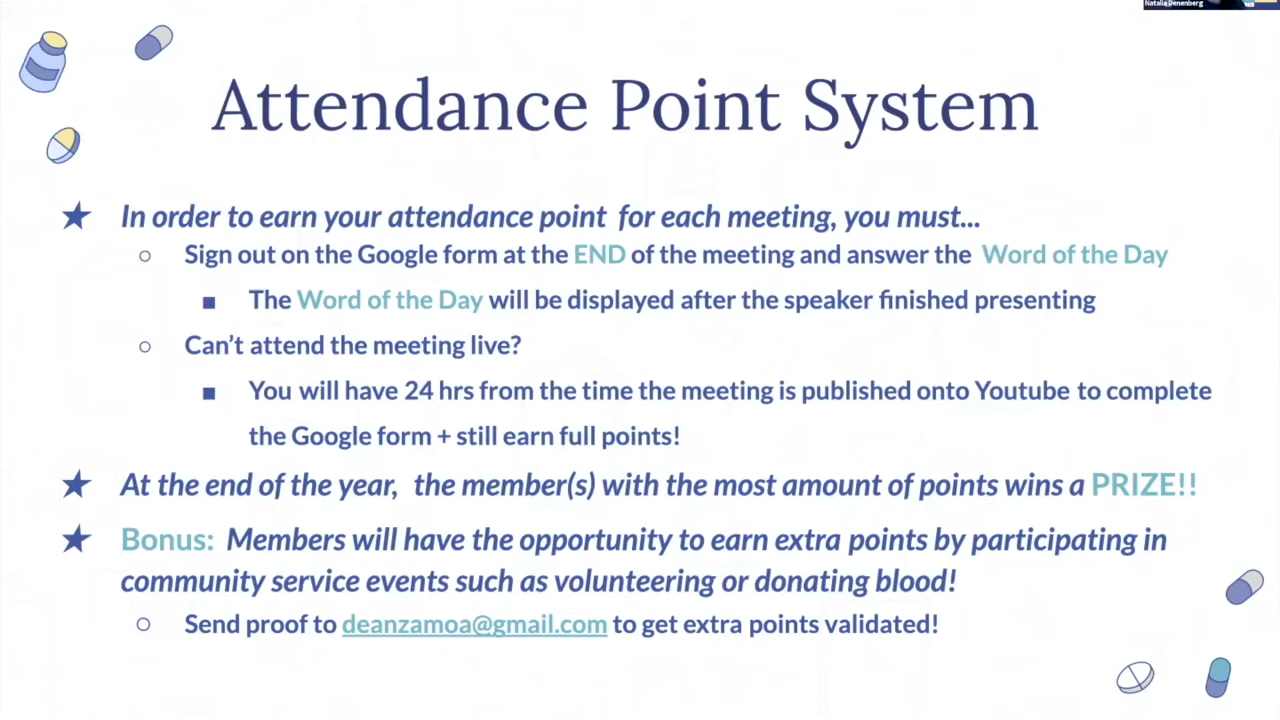 Natalia Denenberg
Attendance Point System
★ In order to earn your attendance point for each meeting, you must...
○ Sign out on the Google form at the END of the meeting and answer the Word of the Day
■ The Word of the Day will be displayed after the speaker finished presenting
○ Can't attend the meeting live?
■ You will have 24 hrs from the time the meeting is published onto Youtube to complete
the Google form + still earn full points!
★ At the end of the year, the member(s) with the most amount of points wins a PRIZE!!
★ Bonus: Members will have the opportunity to earn extra points by participating in
community service events such as volunteering or donating blood!
○ Send proof to deanzamoa@gmail.com to get extra points validated!